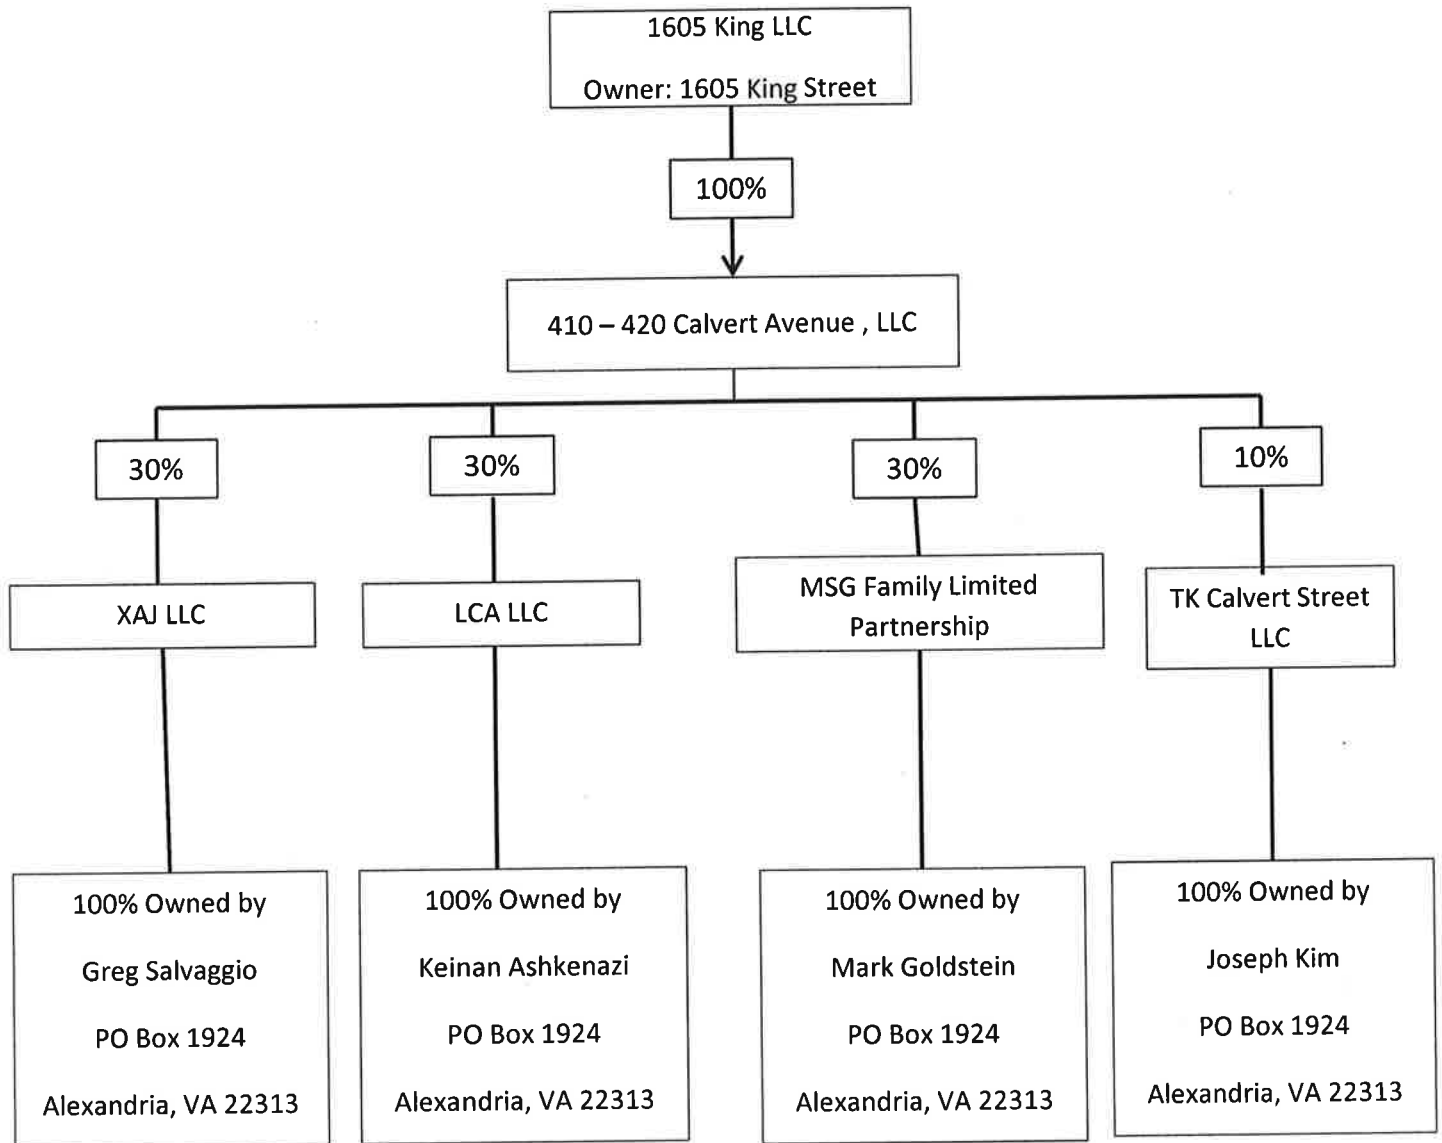 1605 King LLC
Owner: 1605 King Street
100%
410 – 420 Calvert Avenue , LLC
30%
30%
30%
10%
XAJ LLC
LCA LLC
MSG Family Limited
Partnership
TK Calvert Street
LLC
100% Owned by
Greg Salvaggio
PO Box 1924
Alexandria, VA 22313
100% Owned by
Keinan Ashkenazi
PO Box 1924
Alexandria, VA 22313
100% Owned by
Mark Goldstein
PO Box 1924
Alexandria, VA 22313
100% Owned by
Joseph Kim
PO Box 1924
Alexandria, VA 22313